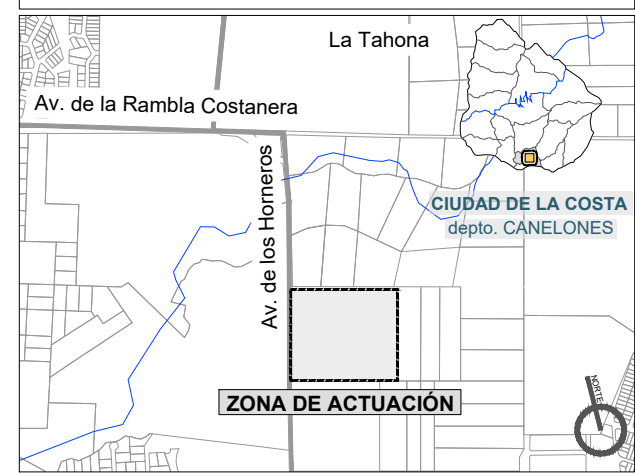 La Tahona
Av. de la Rambla Costanera
Av. de los Horneros
CIUDAD DE LA COSTA
depto. CANELONES
ZONA DE ACTUACIÓN
NORTE